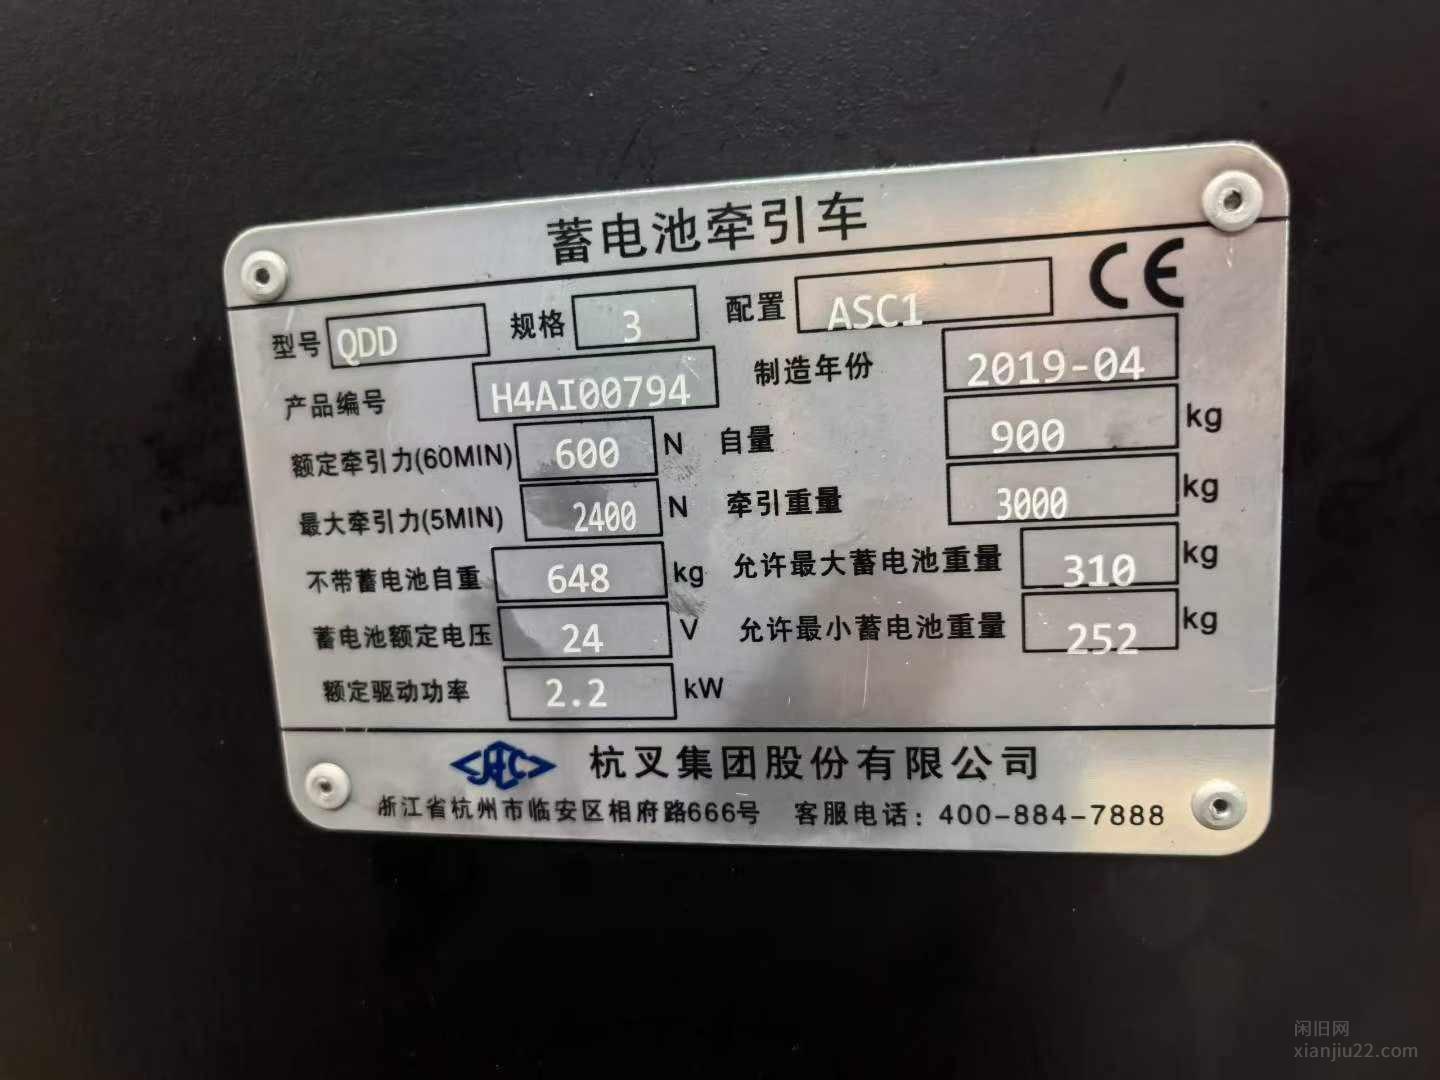 蓄电池牵引车
CE
型号 QDD 规格 3 配置 ASC1
产品编号 H4AI00794 制造年份 2019-04
额定牵引力(60MIN) 600 N 自量 900 kg
最大牵引力(5MIN) 2400 N 牵引重量 3000 kg
不带蓄电池自重 648 kg 允许最大蓄电池重量 310 kg
蓄电池额定电压 24 V 允许最小蓄电池重量 252 kg
额定驱动功率 2.2 kW
杭叉集团股份有限公司
浙江省杭州市临安区相府路666号 客服电话：400-884-7888
闲旧网
xianjiu22.com